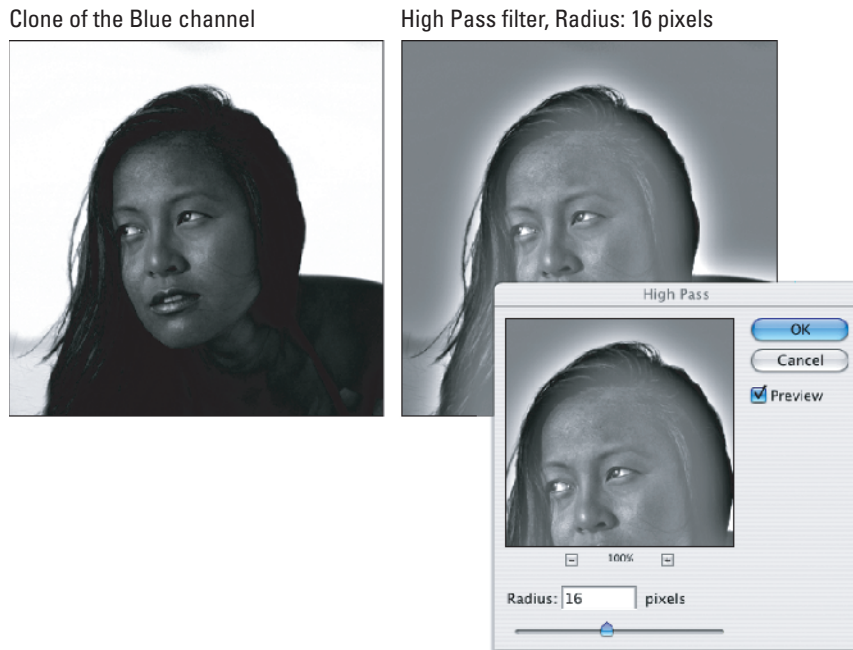 Clone of the Blue channel
High Pass filter, Radius: 16 pixels
High Pass
OK
Cancel
Preview
100%
Radius: 16 pixels